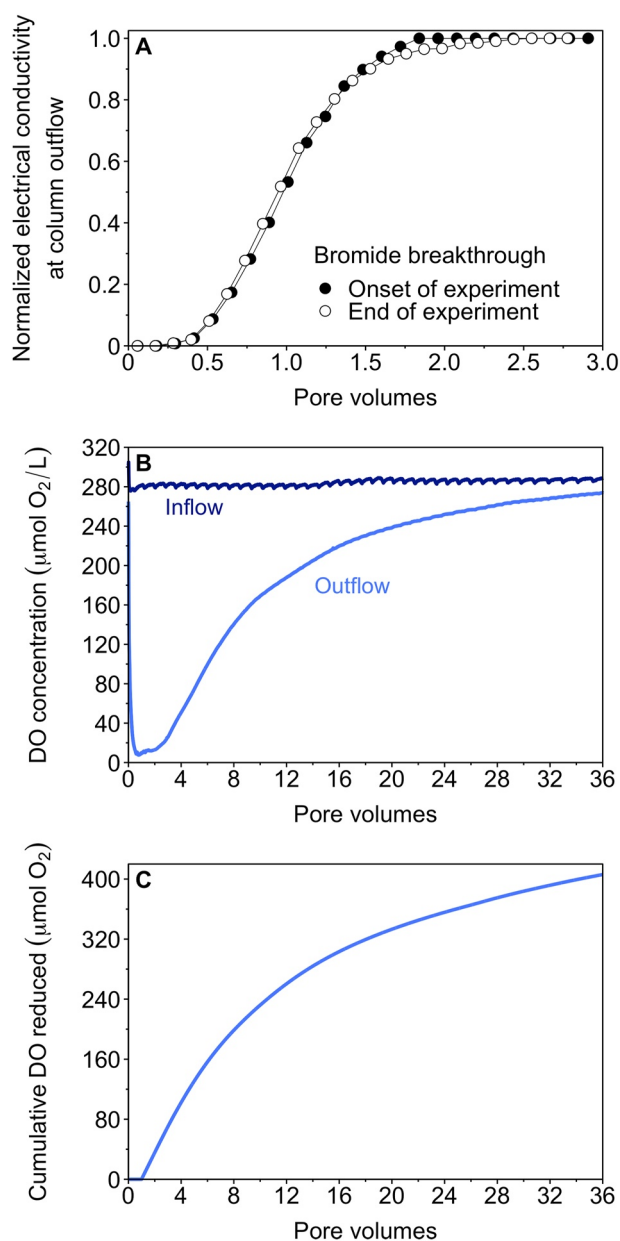 A
Normalized electrical conductivity
at column outflow
1.0
0.8
0.6
0.4
0.2
0
Bromide breakthrough
Onset of experiment
End of experiment
0.0 0.5 1.0 1.5 2.0 2.5 3.0
Pore volumes
B
DO concentration (μmol O₂/L)
320
280
240
200
160
120
80
40
0
Inflow
Outflow
0 4 8 12 16 20 24 28 32 36
Pore volumes
C
Cumulative DO reduced (μmol O₂)
400
320
240
160
80
0
0 4 8 12 16 20 24 28 32 36
Pore volumes